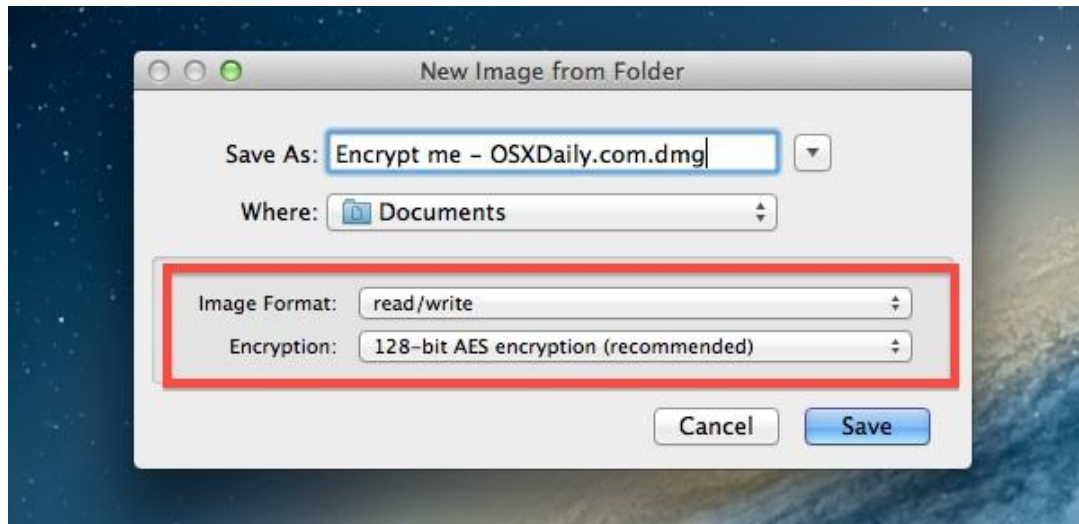 New Image from Folder
Save As: Encrypt me – OSXDaily.com.dmg
Where: Documents
Image Format: read/write
Encryption: 128-bit AES encryption (recommended)
Cancel Save